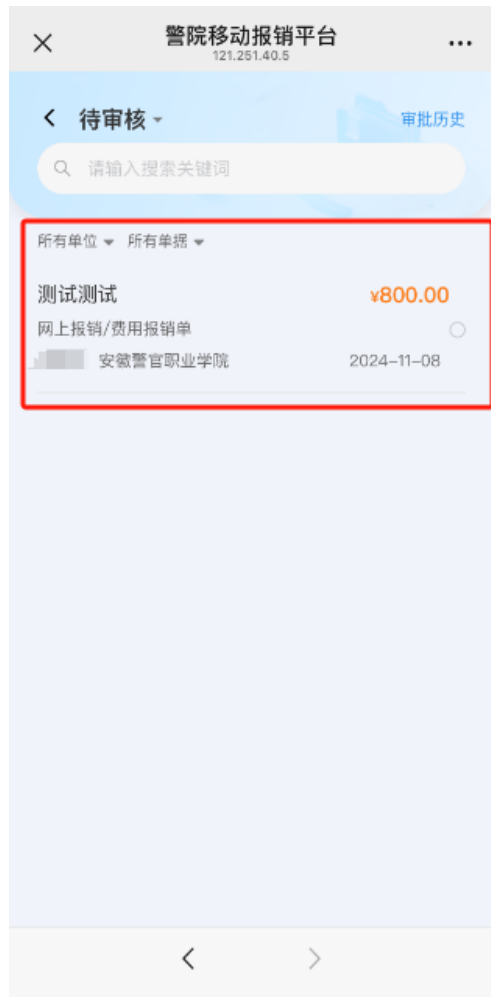 警院移动报销平台
121.251.40.5
待审核
审批历史
请输入搜索关键词
所有单位 所有单据
测试测试 ¥800.00
网上报销/费用报销单
安徽警官职业学院 2024-11-08